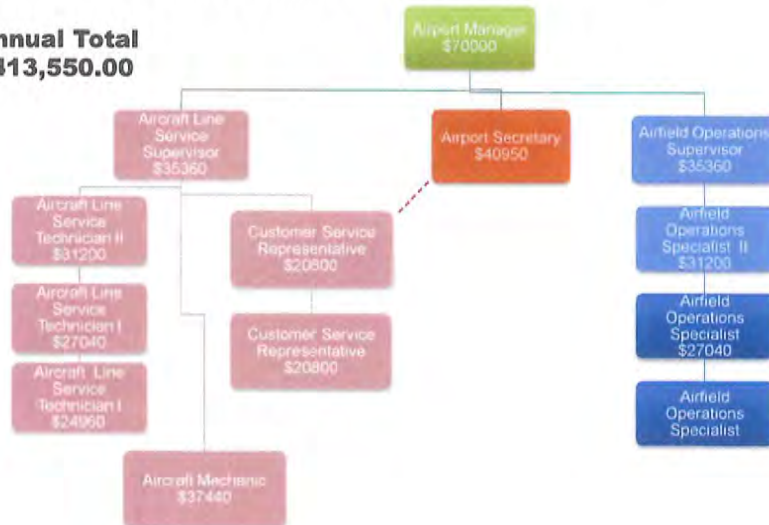 nnual Total
413,550.00
Airport Manager
$70000
Aircraft Line
Service
Supervisor
$35360
Airport Secretary
$40950
Airfield Operations
Supervisor
$35360
Aircraft Line
Service
Technician II
$31200
Customer Service
Representative
$20800
Airfield
Operations
Specialist II
$31200
Aircraft Line
Service
Technician I
$27040
Customer Service
Representative
$20800
Airfield
Operations
Specialist
$27040
Aircraft Line
Service
Technician I
$24960
Airfield
Operations
Specialist
Aircraft Mechanic
$37440